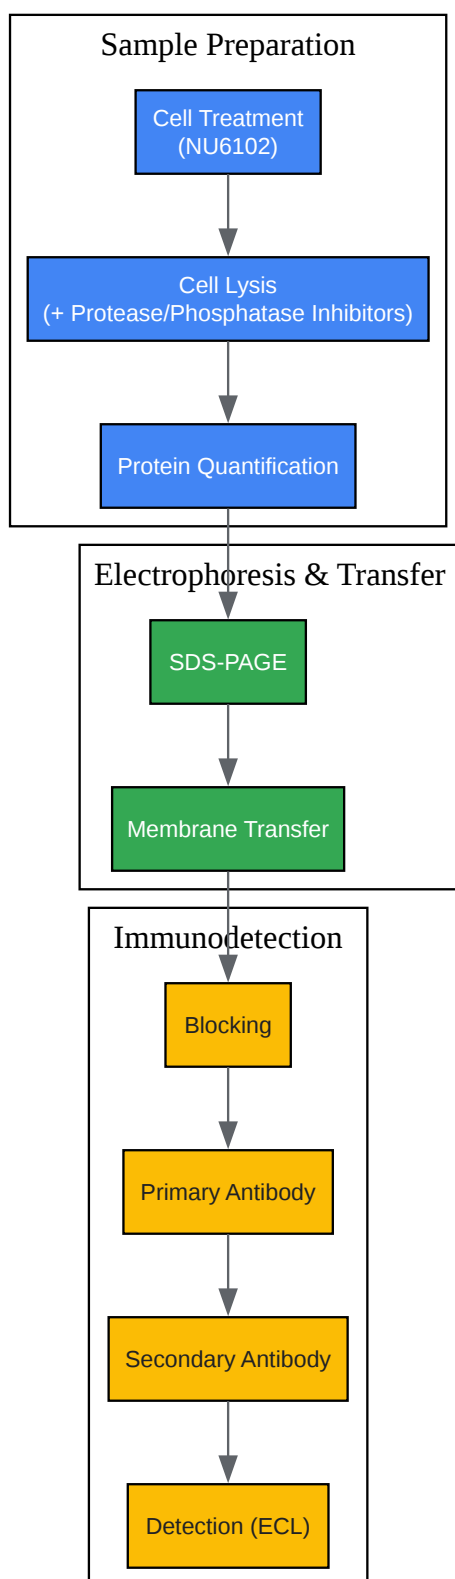 Sample Preparation
Cell Treatment
(NU6102)
Cell Lysis
(+ Protease/Phosphatase Inhibitors)
Protein Quantification
Electrophoresis & Transfer
SDS-PAGE
Membrane Transfer
Immunodetection
Blocking
Primary Antibody
Secondary Antibody
Detection (ECL)